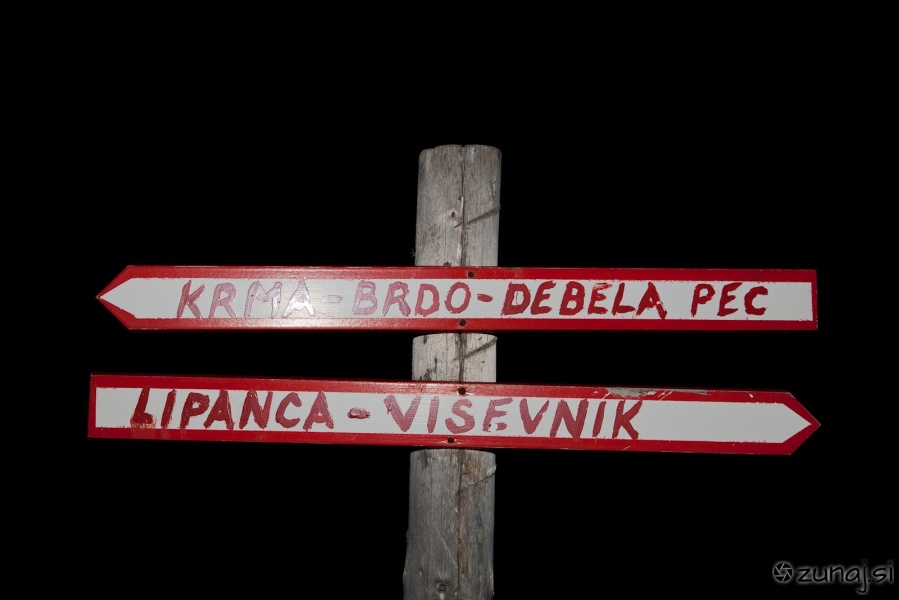 KRMA-BRDO-DEBELA PEC
LIPANCA-VISEVNIK
zunaj.si